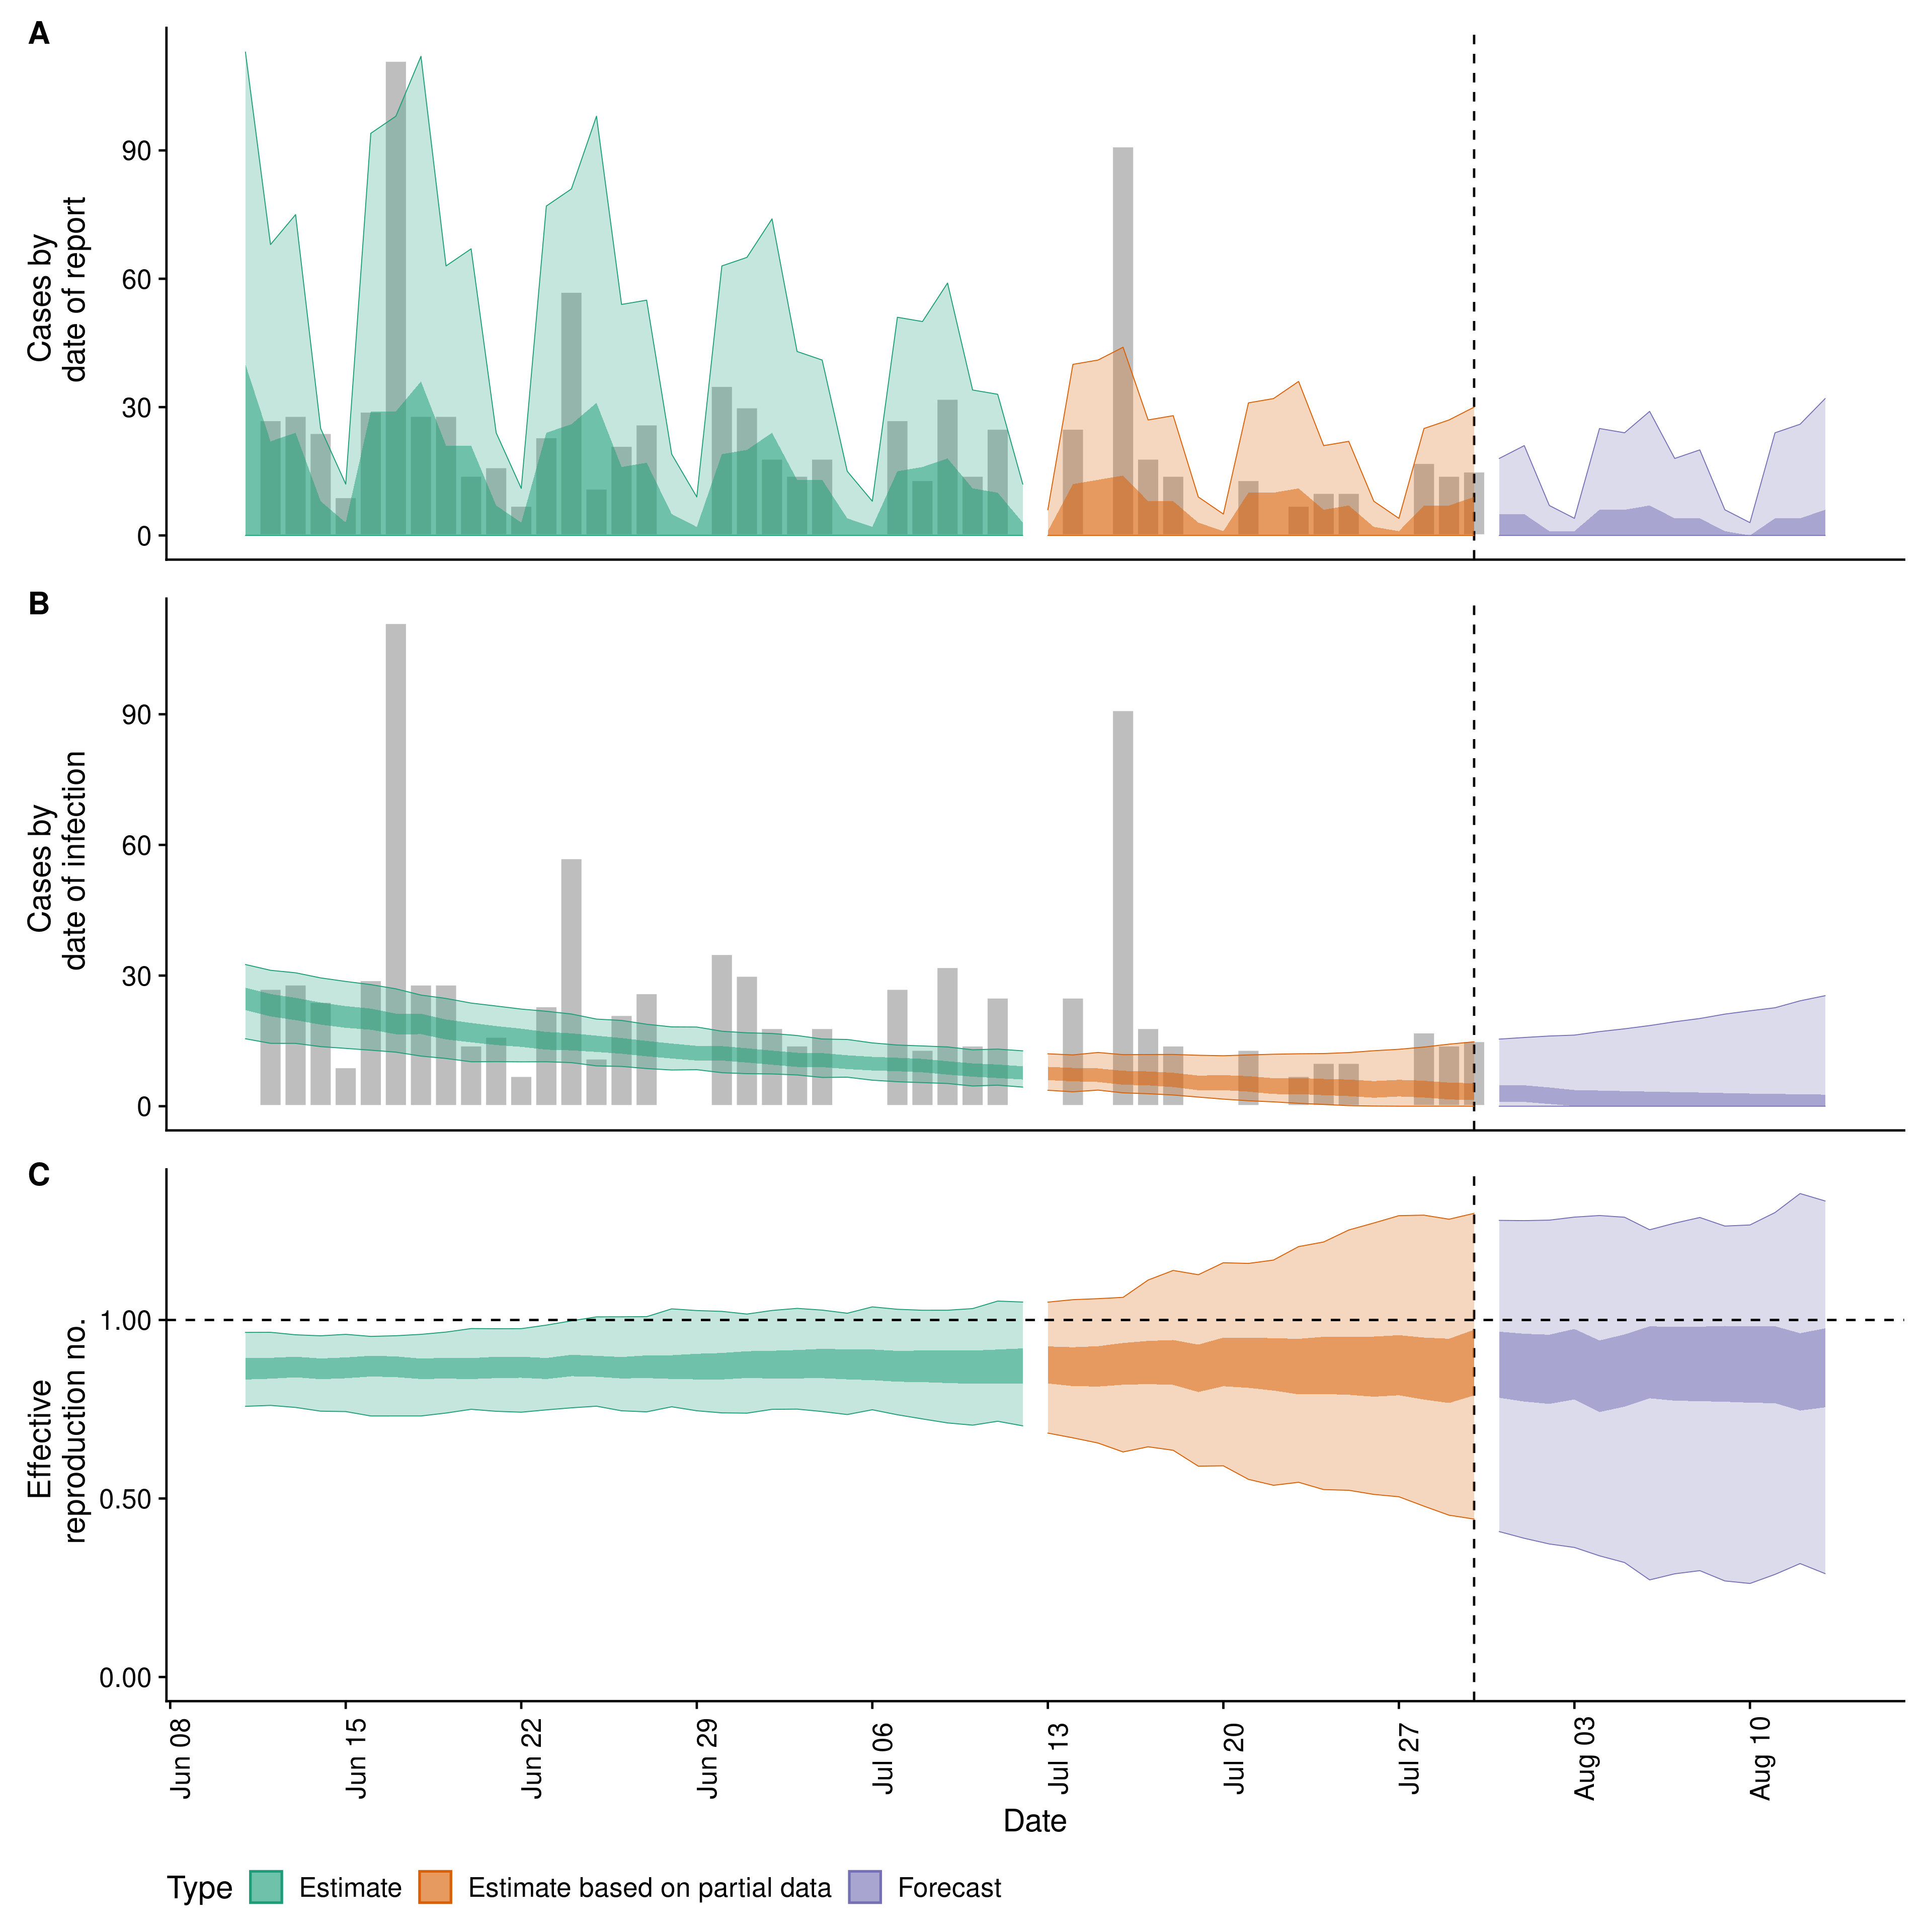 A
Cases by
date of report
90
60
30
0
B
Cases by
date of infection
90
60
30
0
C
Effective
reproduction no.
1.00
0.50
0.00
Jun 08
Jun 15
Jun 22
Jun 29
Jul 06
Jul 13
Jul 20
Jul 27
Aug 03
Aug 10
Date
Type Estimate Estimate based on partial data Forecast